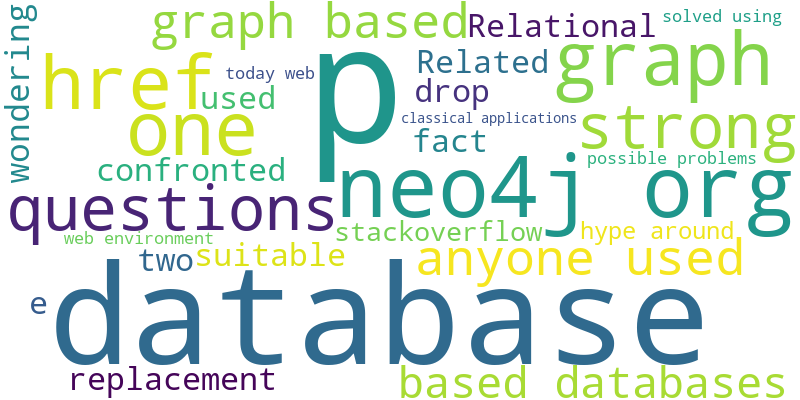 graph based
Relational
solved using
wondering
href
today web
used
p
Related
drop
graph
one
classical applications
strong
fact
confronted
possible problems
questions
neo4j org
stackoverflow
hype around
web environment
two
suitable
anyone used
e
database
replacement
based databases